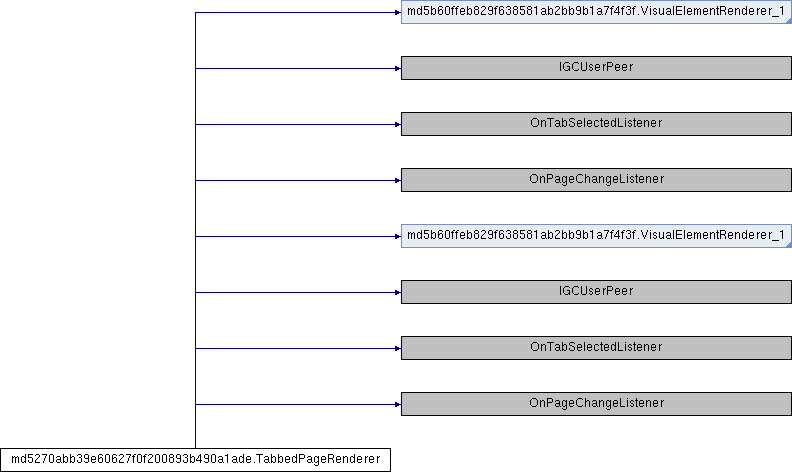 md5b60ffeb829f638581ab2bb9b1a7f4f3f.VisualElementRenderer_1
IGCUserPeer
OnTabSelectedListener
OnPageChangeListener
md5b60ffeb829f638581ab2bb9b1a7f4f3f.VisualElementRenderer_1
IGCUserPeer
OnTabSelectedListener
OnPageChangeListener
md5270abb39e60627f0f200893b490a1ade.TabbedPageRenderer